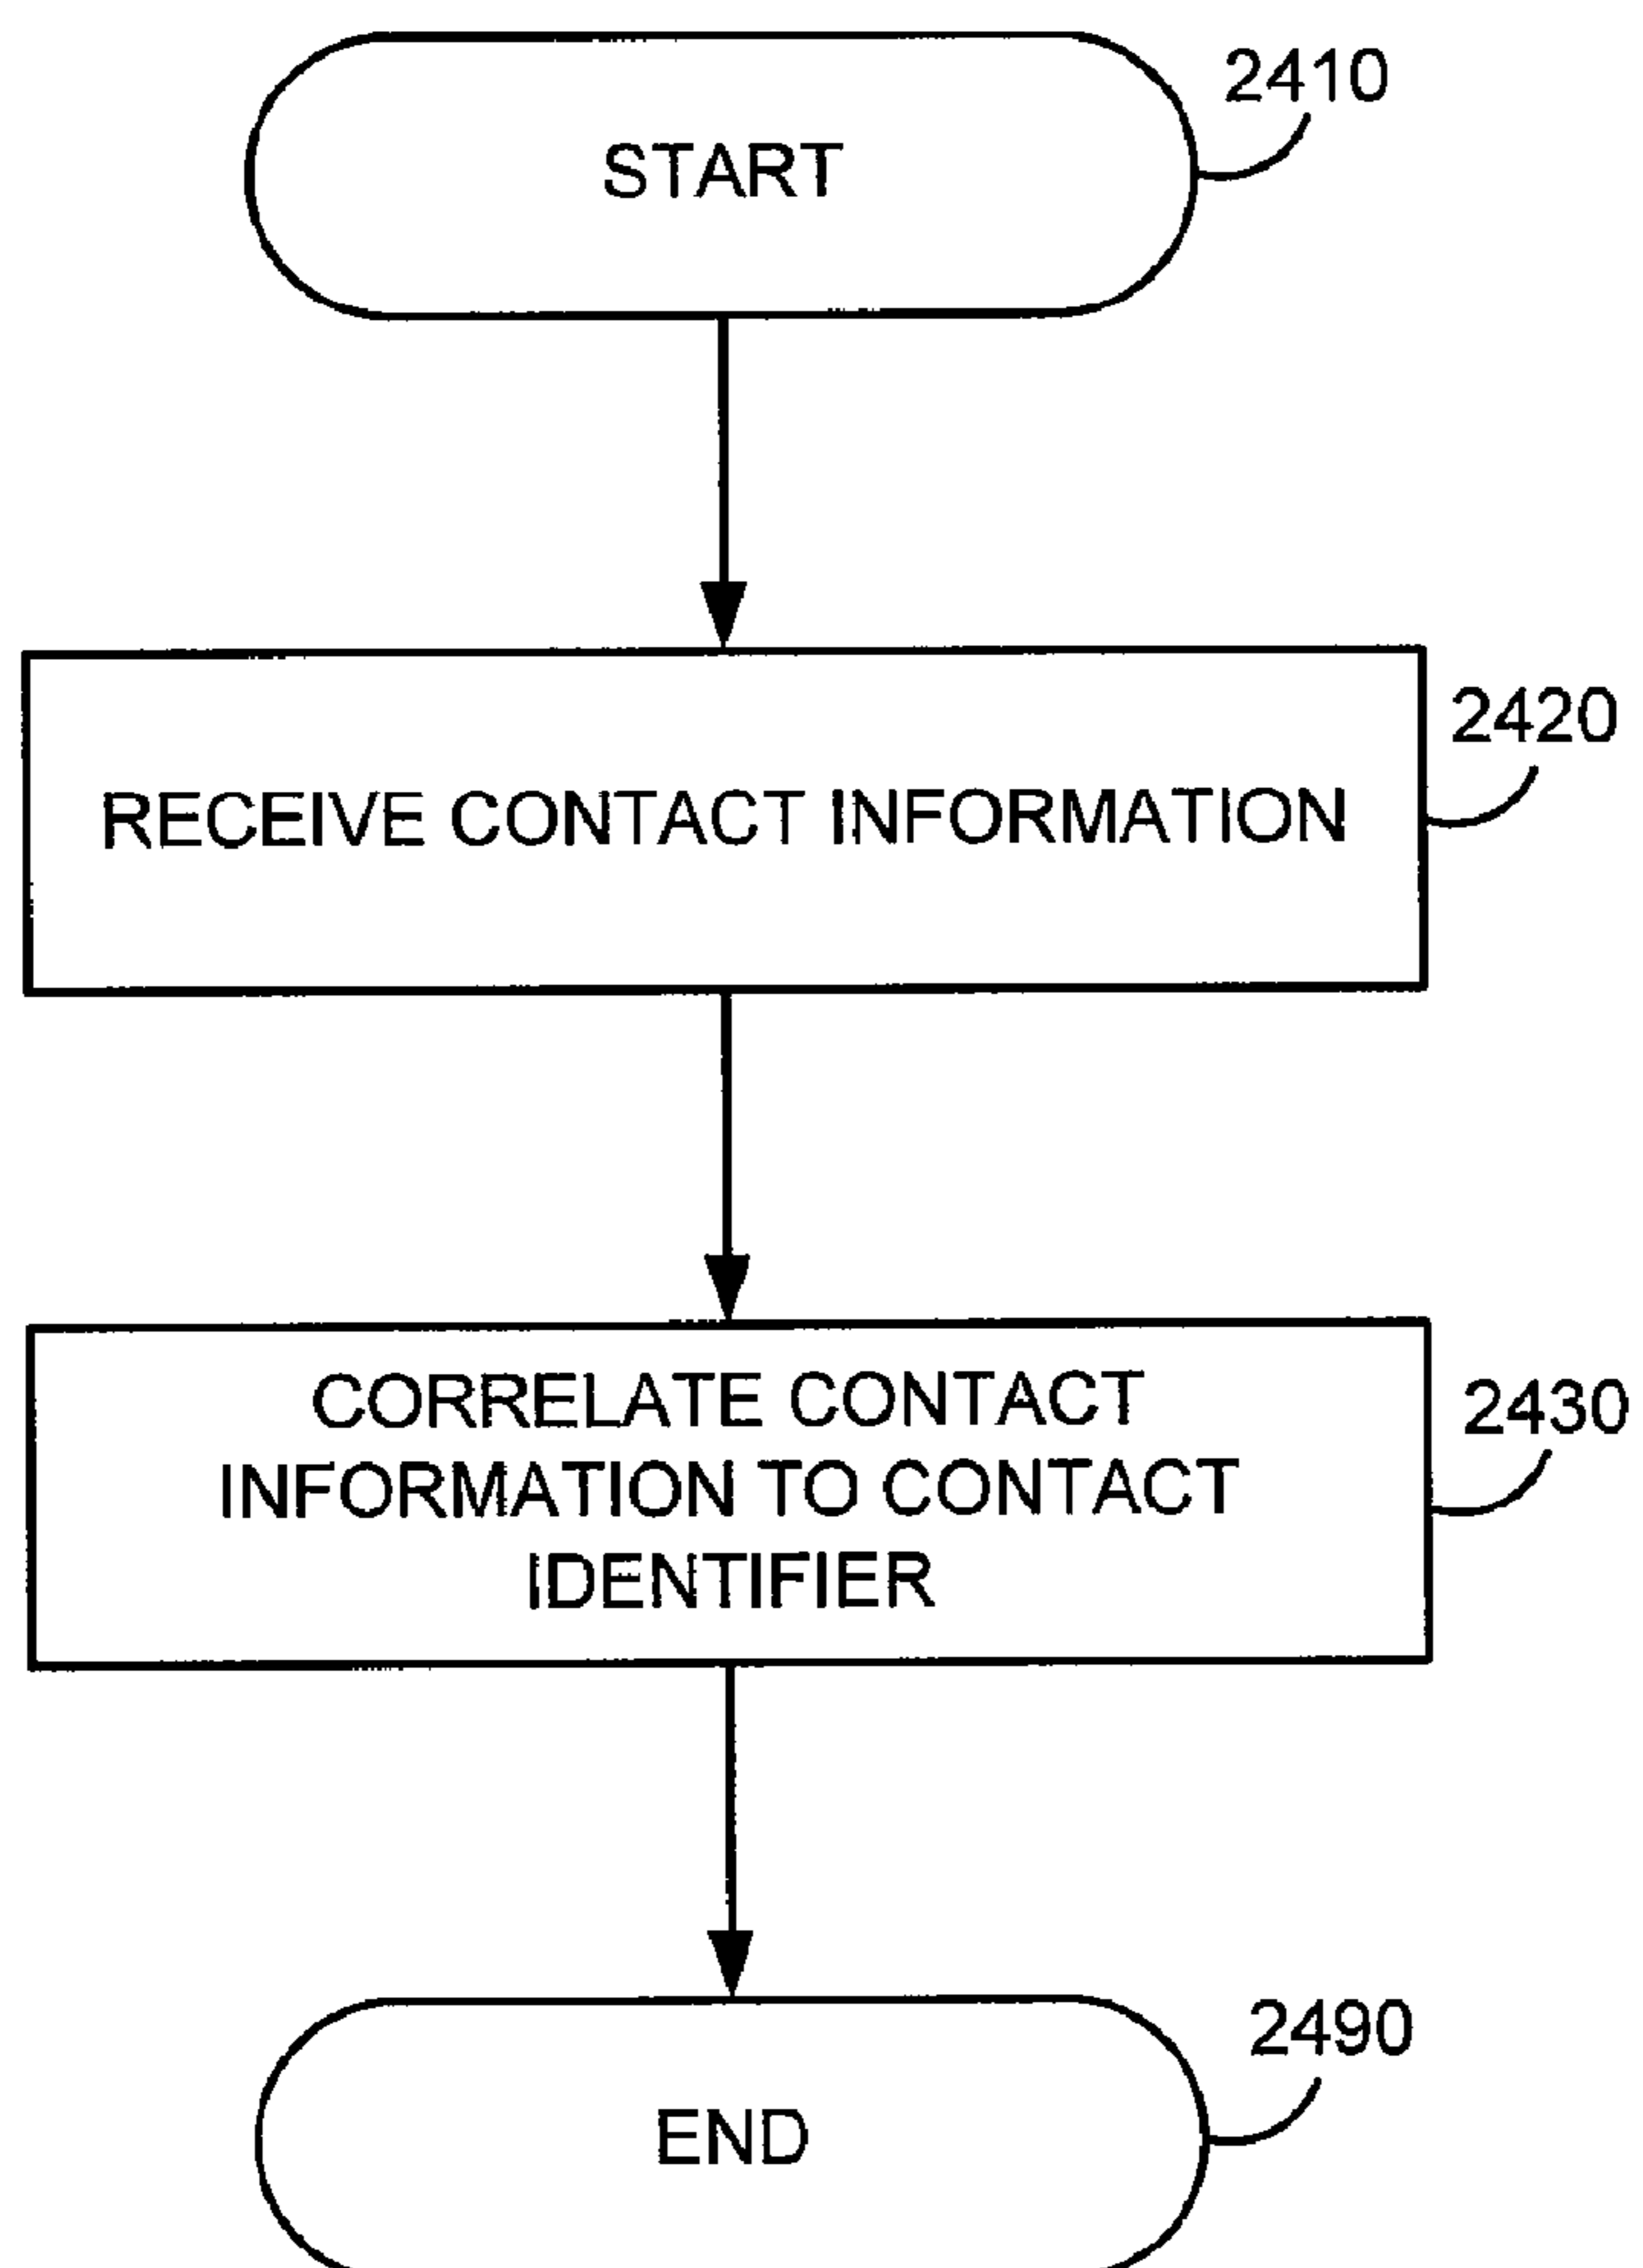 2410
START
2420
RECEIVE CONTACT INFORMATION
2430
CORRELATE CONTACT
INFORMATION TO CONTACT
IDENTIFIER
2490
END